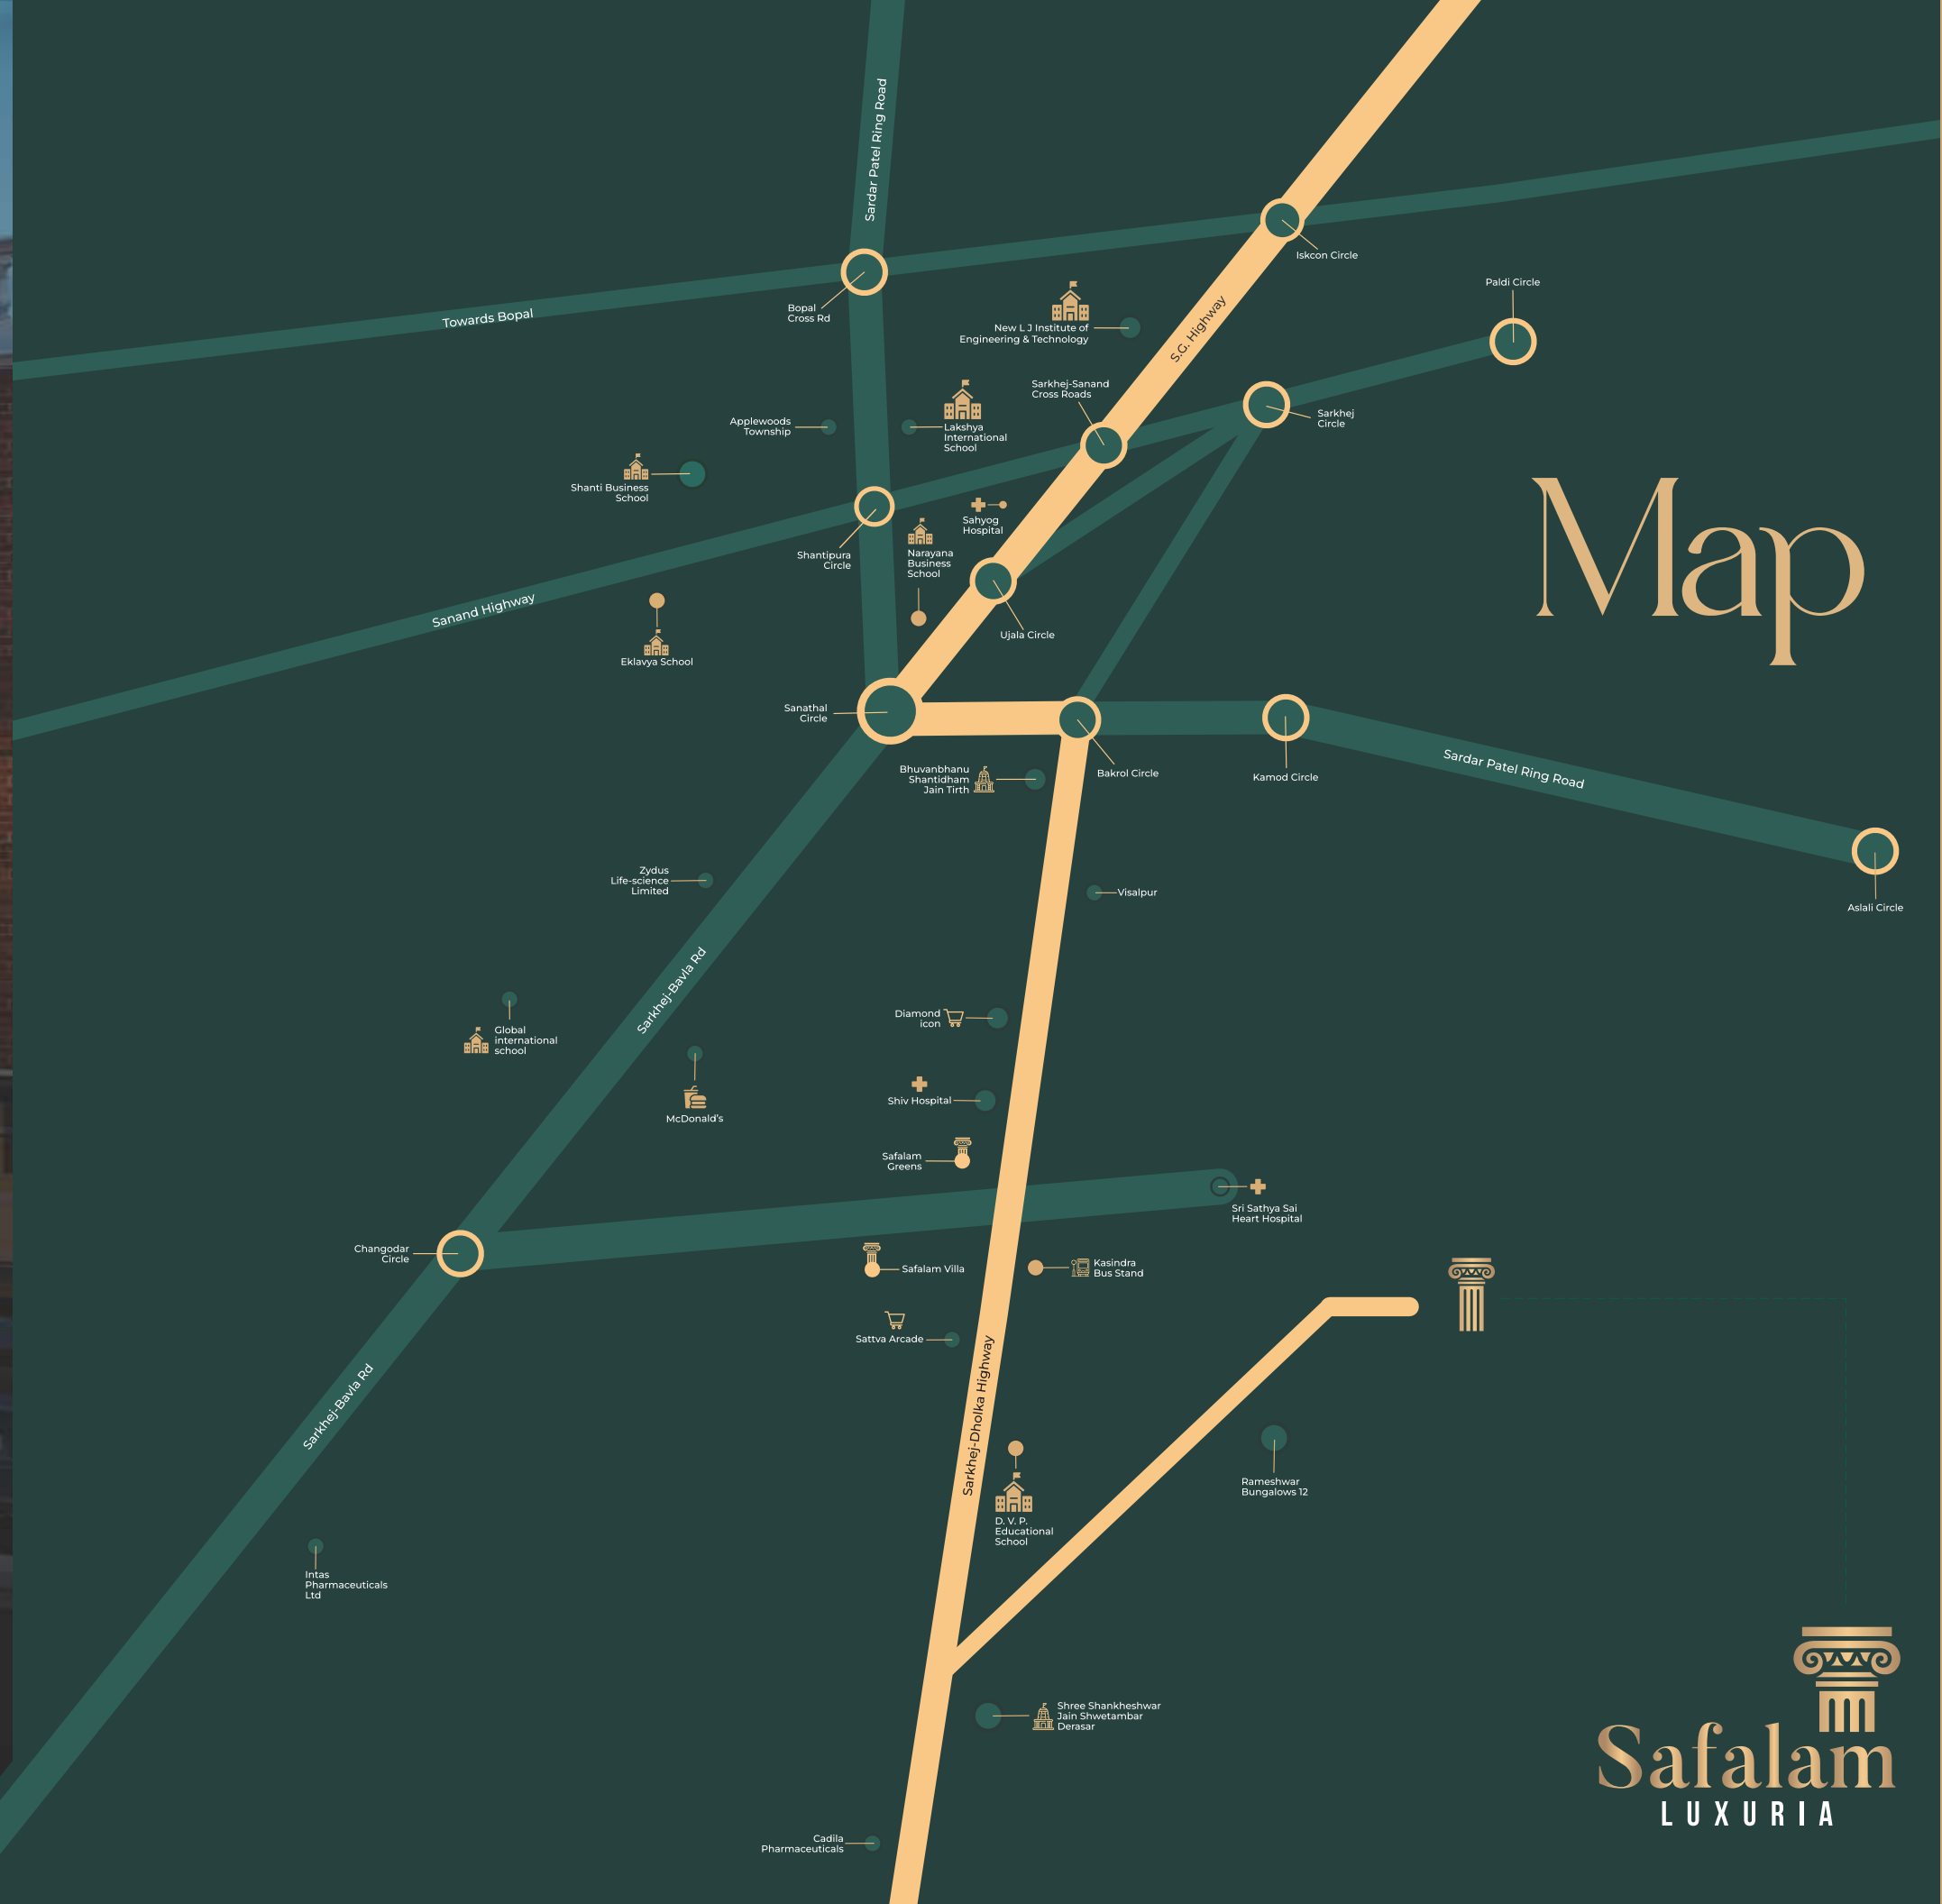 Sardar Patel Ring Road
Iskcon Circle
Paldi Circle
Bopal
Cross Rd
Towards Bopal
S.G. Highway
New L J Institute of
Engineering & Technology
Sarkhej-Sanand
Cross Roads
Sarkhej
Circle
Applewoods
Township
Lakshya
International
School
Shanti Business
School
Map
Sahyog
Hospital
Shantipura
Circle
Narayana
Business
School
Sanand Highway
Ujala Circle
Eklavya School
Sanathal
Circle
Bhuvanbhanu
Shantidham
Jain Tirth
Bakrol Circle
Kamod Circle
Sardar Patel Ring Road
Zydus
Life-science
Limited
Visalpur
Aslali Circle
Sarkhej-Bavla Rd
Diamond
icon
Global
international
school
McDonald's
Shiv Hospital
Safalam
Greens
Sri Sathya Sai
Heart Hospital
Changodar
Circle
Safalam Villa
Kasindra
Bus Stand
Sattva Arcade
Sarkhej-Bavla Rd
Sarkhej-Dholka Highway
Rameshwar
Bungalows 12
D. V. P.
Educational
School
Intas
Pharmaceuticals
Ltd
Shree Shankheshwar
Jain Shwetambar
Derasar
Safalam
LUXURIA
Cadila
Pharmaceuticals